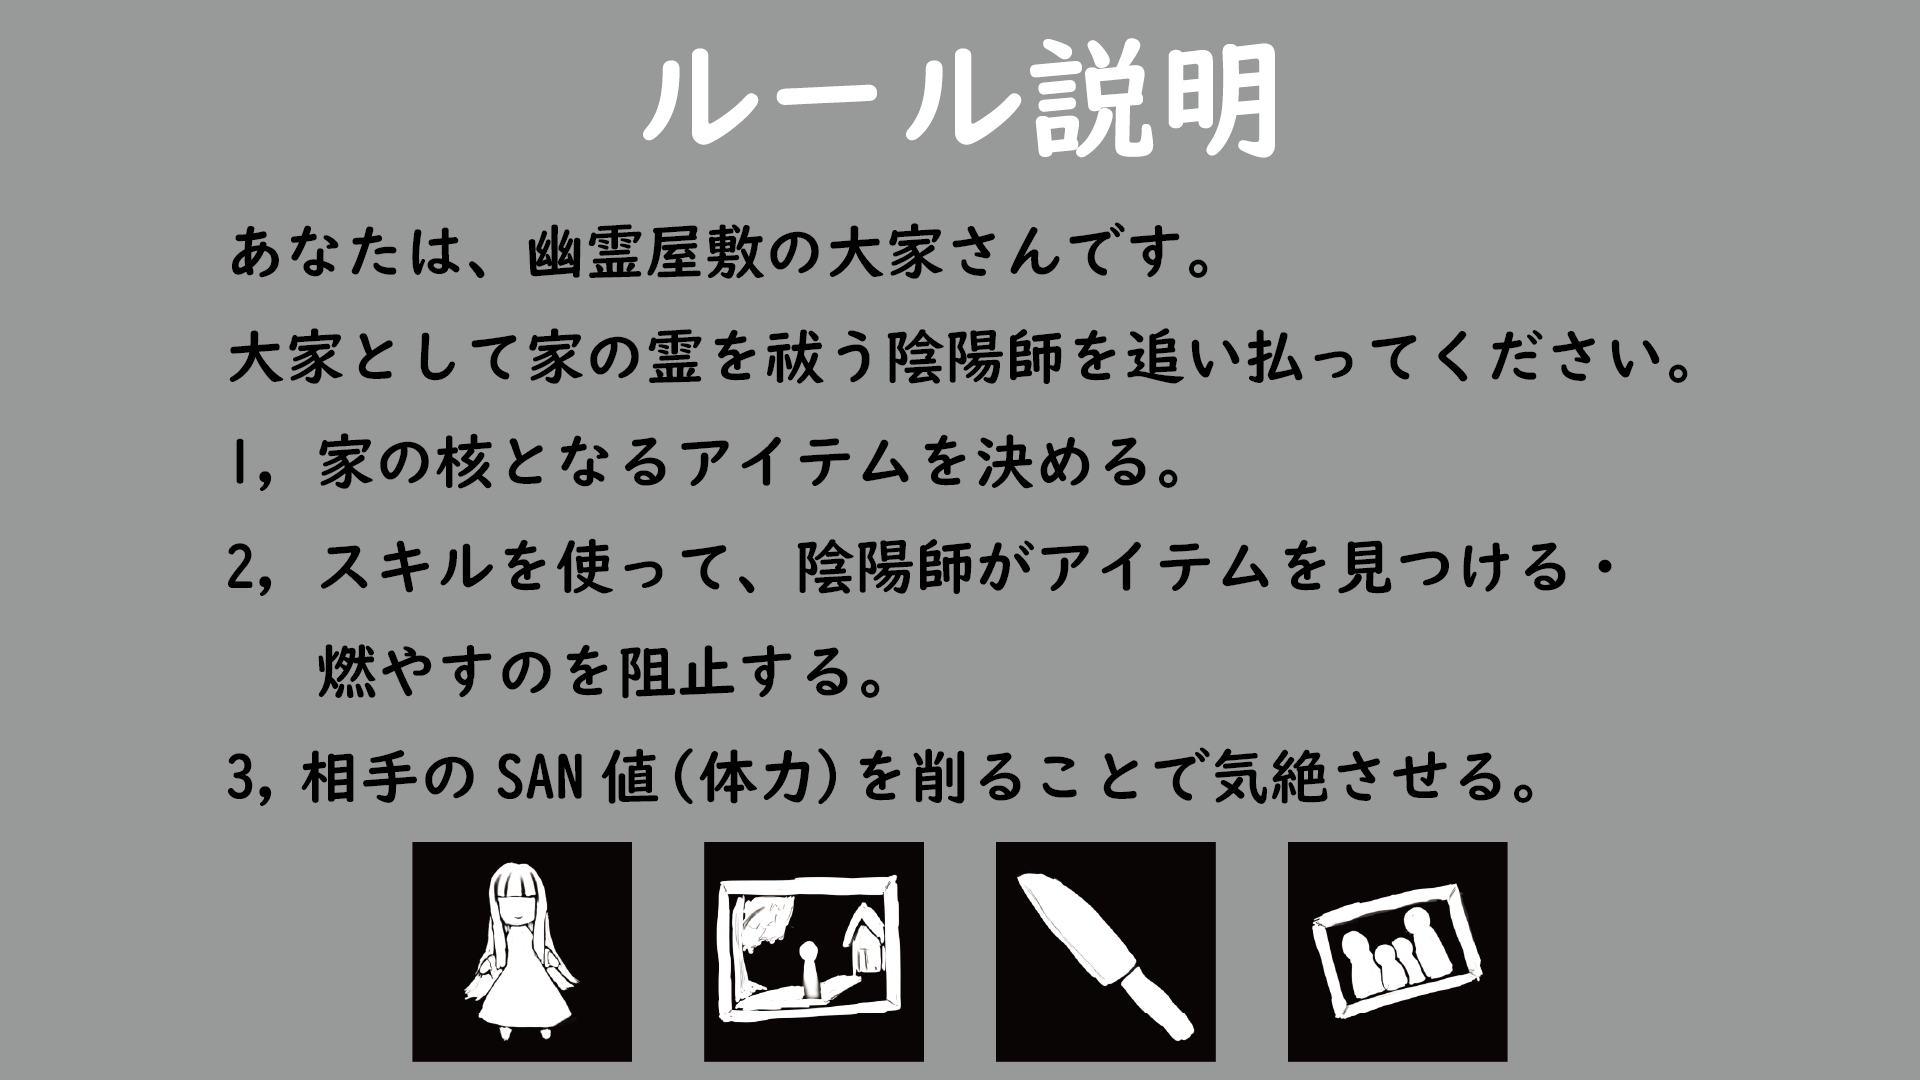 ルール説明
あなたは、幽霊屋敷の大家さんです。
大家として家の霊を祓う陰陽師を追い払ってください。
1, 家の核となるアイテムを決める。
2, スキルを使って、陰陽師がアイテムを見つける・
燃やすのを阻止する。
3, 相手の SAN 値(体力)を削ることで気絶させる。